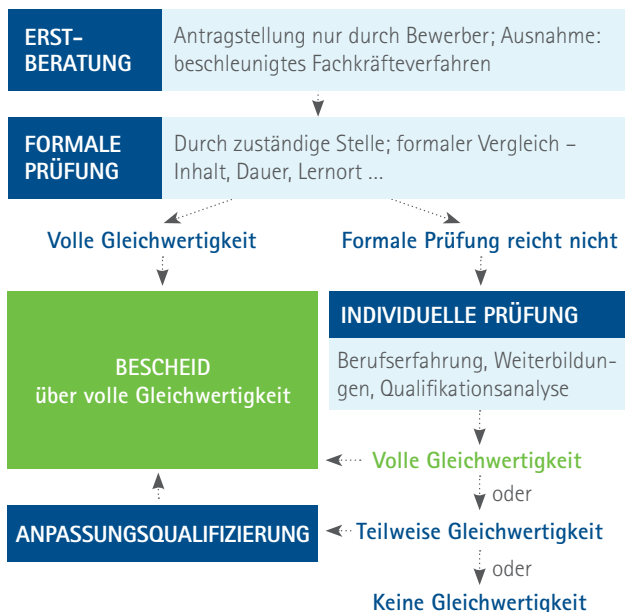 ERST-
BERATUNG
Antragstellung nur durch Bewerber; Ausnahme:
beschleunigtes Fachkräfteverfahren
FORMALE
PRÜFUNG
Durch zuständige Stelle; formaler Vergleich –
Inhalt, Dauer, Lernort ...
Volle Gleichwertigkeit
Formale Prüfung reicht nicht
BESCHEID
über volle Gleichwertigkeit
INDIVIDUELLE PRÜFUNG
Berufserfahrung, Weiterbildun-
gen, Qualifikationsanalyse
Volle Gleichwertigkeit
oder
ANPASSUNGSQUALIFIZIERUNG
Teilweise Gleichwertigkeit
oder
Keine Gleichwertigkeit